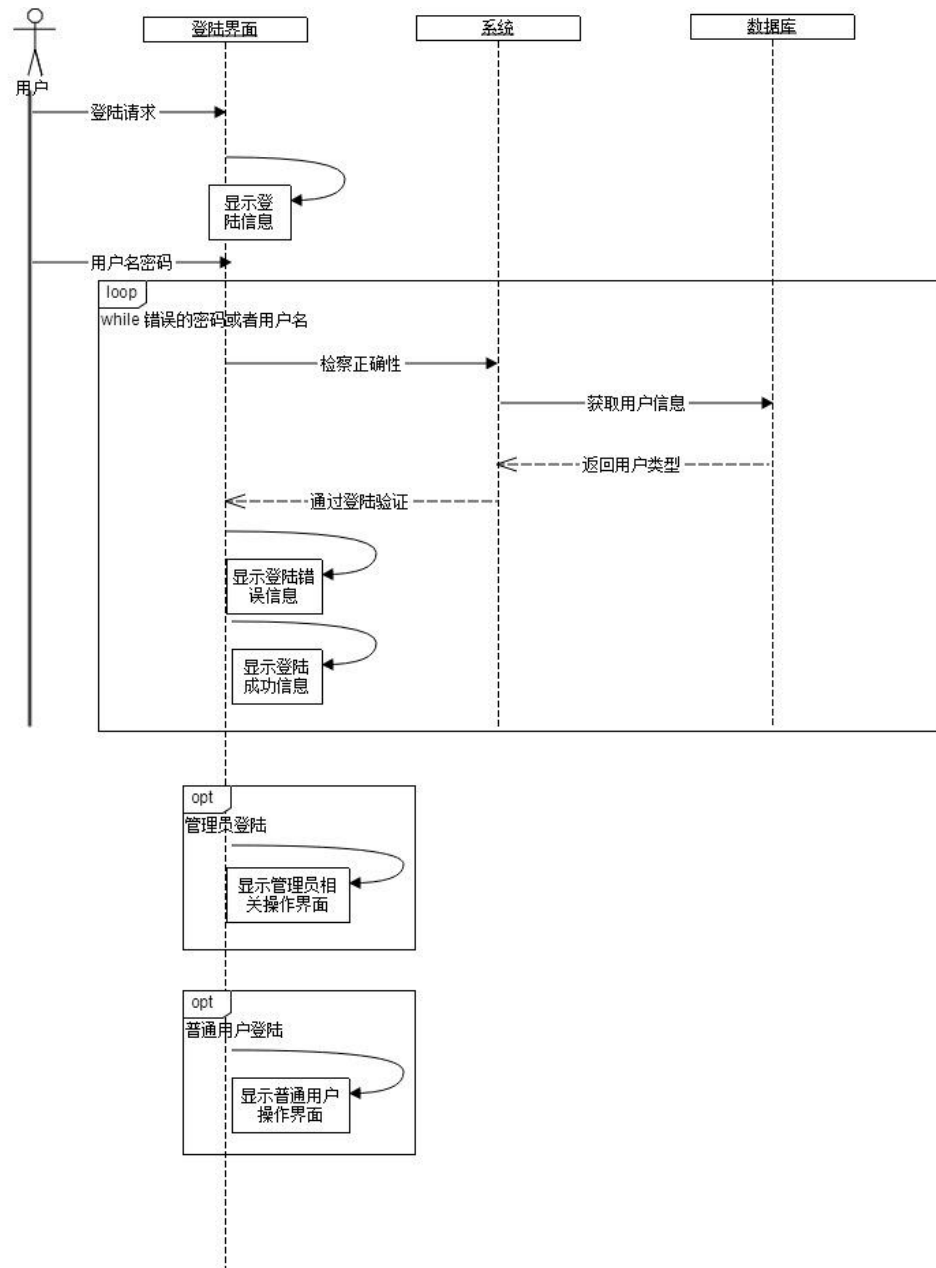 登陆界面
系统
数据库
用户
登陆请求
显示登
陆信息
用户名密码
loop
while 错误的密码或者用户名
检察正确性
获取用户信息
返回用户类型
通过登陆验证
显示登陆错
误信息
显示登陆
成功信息
opt
管理员登陆
显示管理员相
关操作界面
opt
普通用户登陆
显示普通用户
操作界面